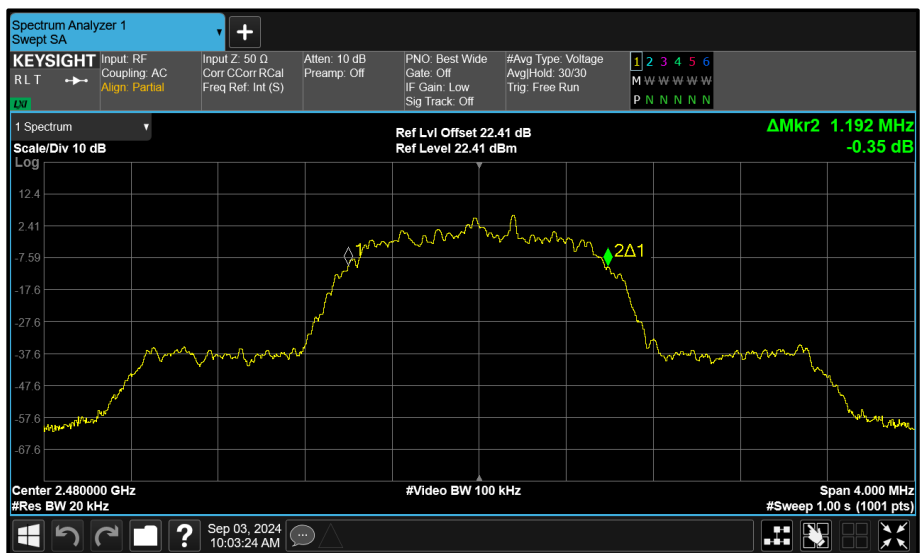 Spectrum Analyzer 1
Swept SA
+
KEYSIGHT
R L T
LXI
Input: RF
Coupling: AC
Align: Partial
Input Z: 50 Ω
Corr CCorr RCal
Freq Ref: Int (S)
Atten: 10 dB
Preamp: Off
PNO: Best Wide
Gate: Off
IF Gain: Low
Sig Track: Off
#Avg Type: Voltage
Avg|Hold: 30/30
Trig: Free Run
1 2 3 4 5 6
M W W W W W
P N N N N N
1 Spectrum
Scale/Div 10 dB
Log
Ref Lvl Offset 22.41 dB
Ref Level 22.41 dBm
ΔMkr2 1.192 MHz
-0.35 dB
12.4
2.41
-7.59
-17.6
-27.6
-37.6
-47.6
-57.6
-67.6
1
2Δ1
Center 2.480000 GHz
#Res BW 20 kHz
#Video BW 100 kHz
Span 4.000 MHz
#Sweep 1.00 s (1001 pts)
?
Sep 03, 2024
10:03:24 AM